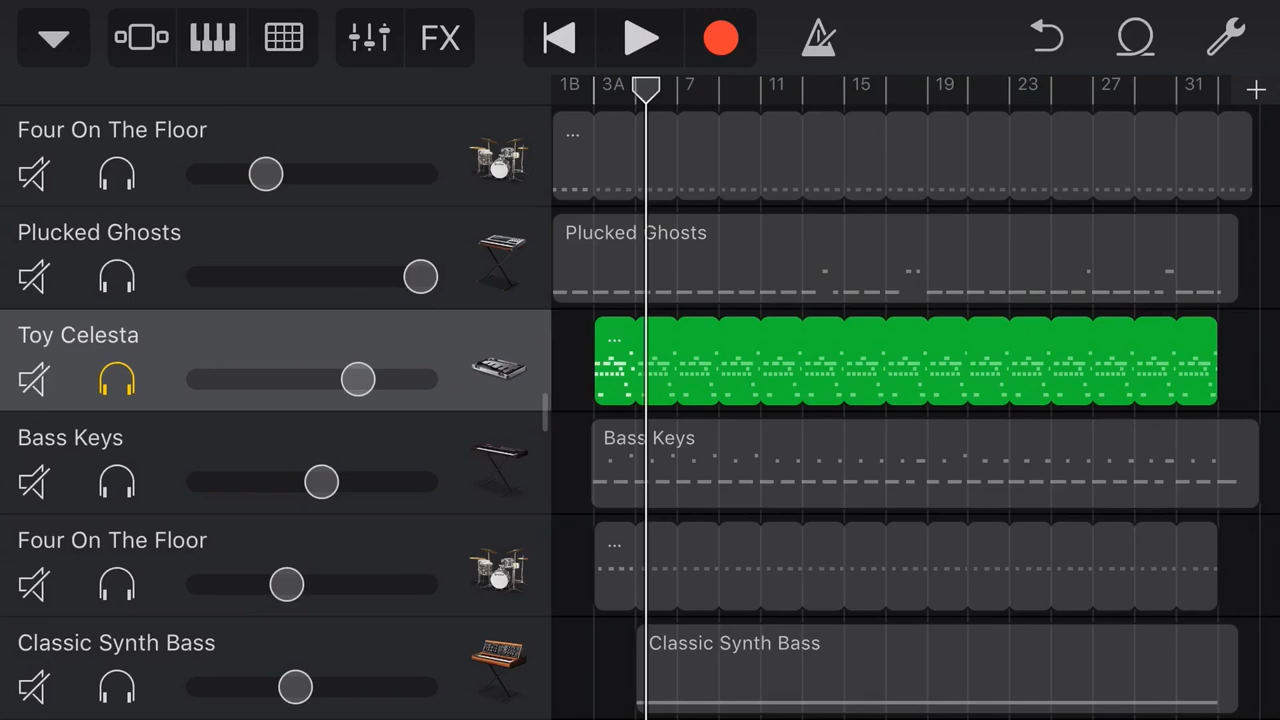 FX
1B 3A 7 11 15 19 23 27 31 +
Four On The Floor
...
Plucked Ghosts
Plucked Ghosts
Toy Celesta
...
Bass Keys
Bass Keys
Four On The Floor
...
Classic Synth Bass
Classic Synth Bass